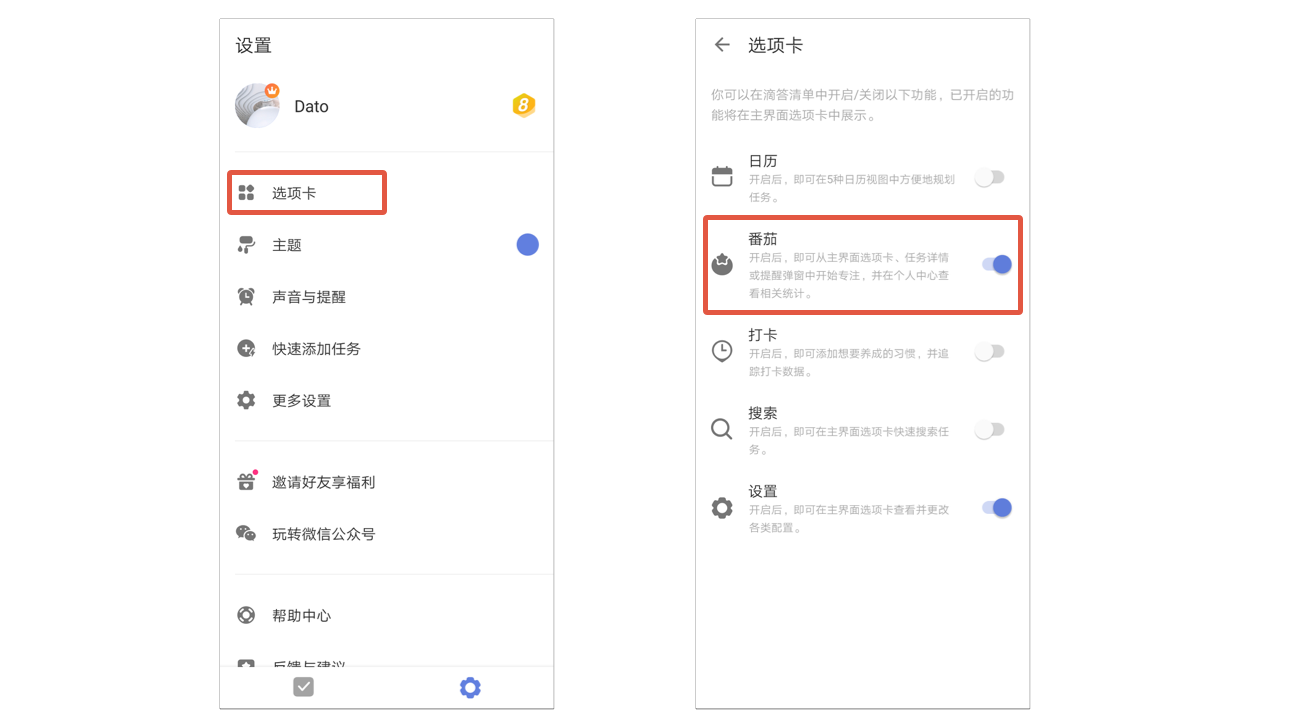 设置
Dato
8
选项卡
主题
声音与提醒
快速添加任务
更多设置
邀请好友享福利
玩转微信公众号
帮助中心
反馈与建议
选项卡
你可以在滴答清单中开启/关闭以下功能，已开启的功
能将在主界面选项卡中展示。
日历
开启后，即可在5种日历视图中方便地规划
任务。
番茄
开启后，即可从主界面选项卡、任务详情
或提醒弹窗中开始专注，并在个人中心查
看相关统计。
打卡
开启后，即可添加想要养成的习惯，并追
踪打卡数据。
搜索
开启后，即可在主界面选项卡快速搜索任
务。
设置
开启后，即可在主界面选项卡查看并更改
各类配置。